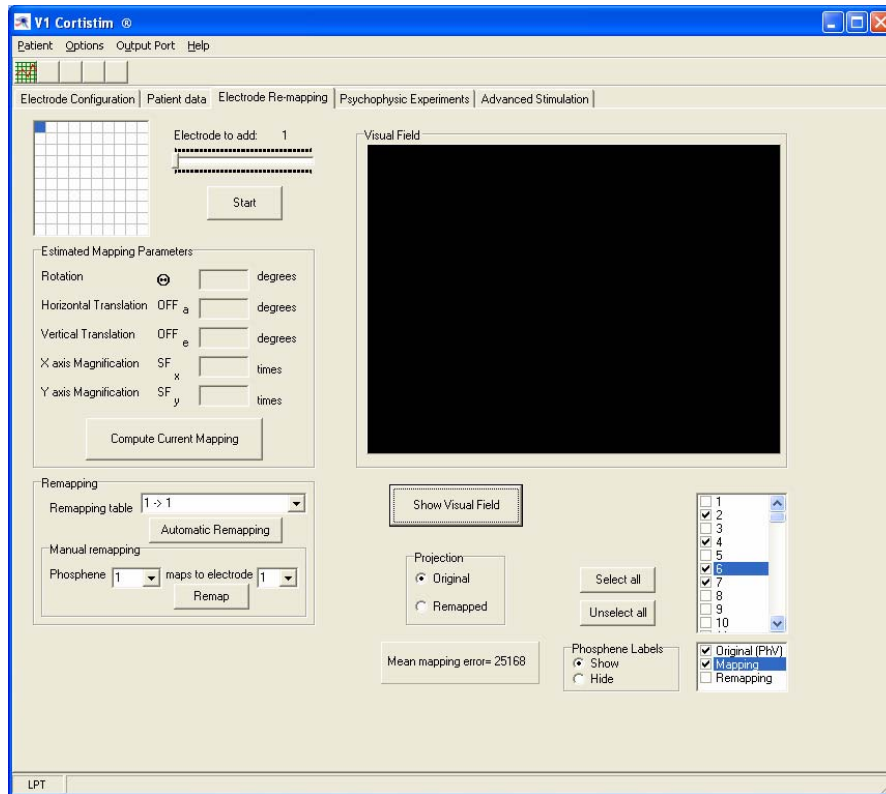 V1 Cortistim ®
Patient Options Output Port Help
Electrode Configuration Patient data Electrode Re-mapping Psychophysic Experiments Advanced Stimulation
Electrode to add: 1
Start
Visual Field
Estimated Mapping Parameters
Rotation Θ degrees
Horizontal Translation OFF a degrees
Vertical Translation OFF e degrees
X axis Magnification SF x times
Y axis Magnification SF y times
Compute Current Mapping
Remapping
Remapping table 1 -> 1
Automatic Remapping
Manual remapping
Phosphene 1 maps to electrode 1
Remap
Show Visual Field
Projection
Original
Remapped
Mean mapping error= 25168
Select all
Unselect all
Phosphene Labels
Show
Hide
1
2
3
4
5
6
7
8
9
10
Original (PhV)
Mapping
Remapping
LPT